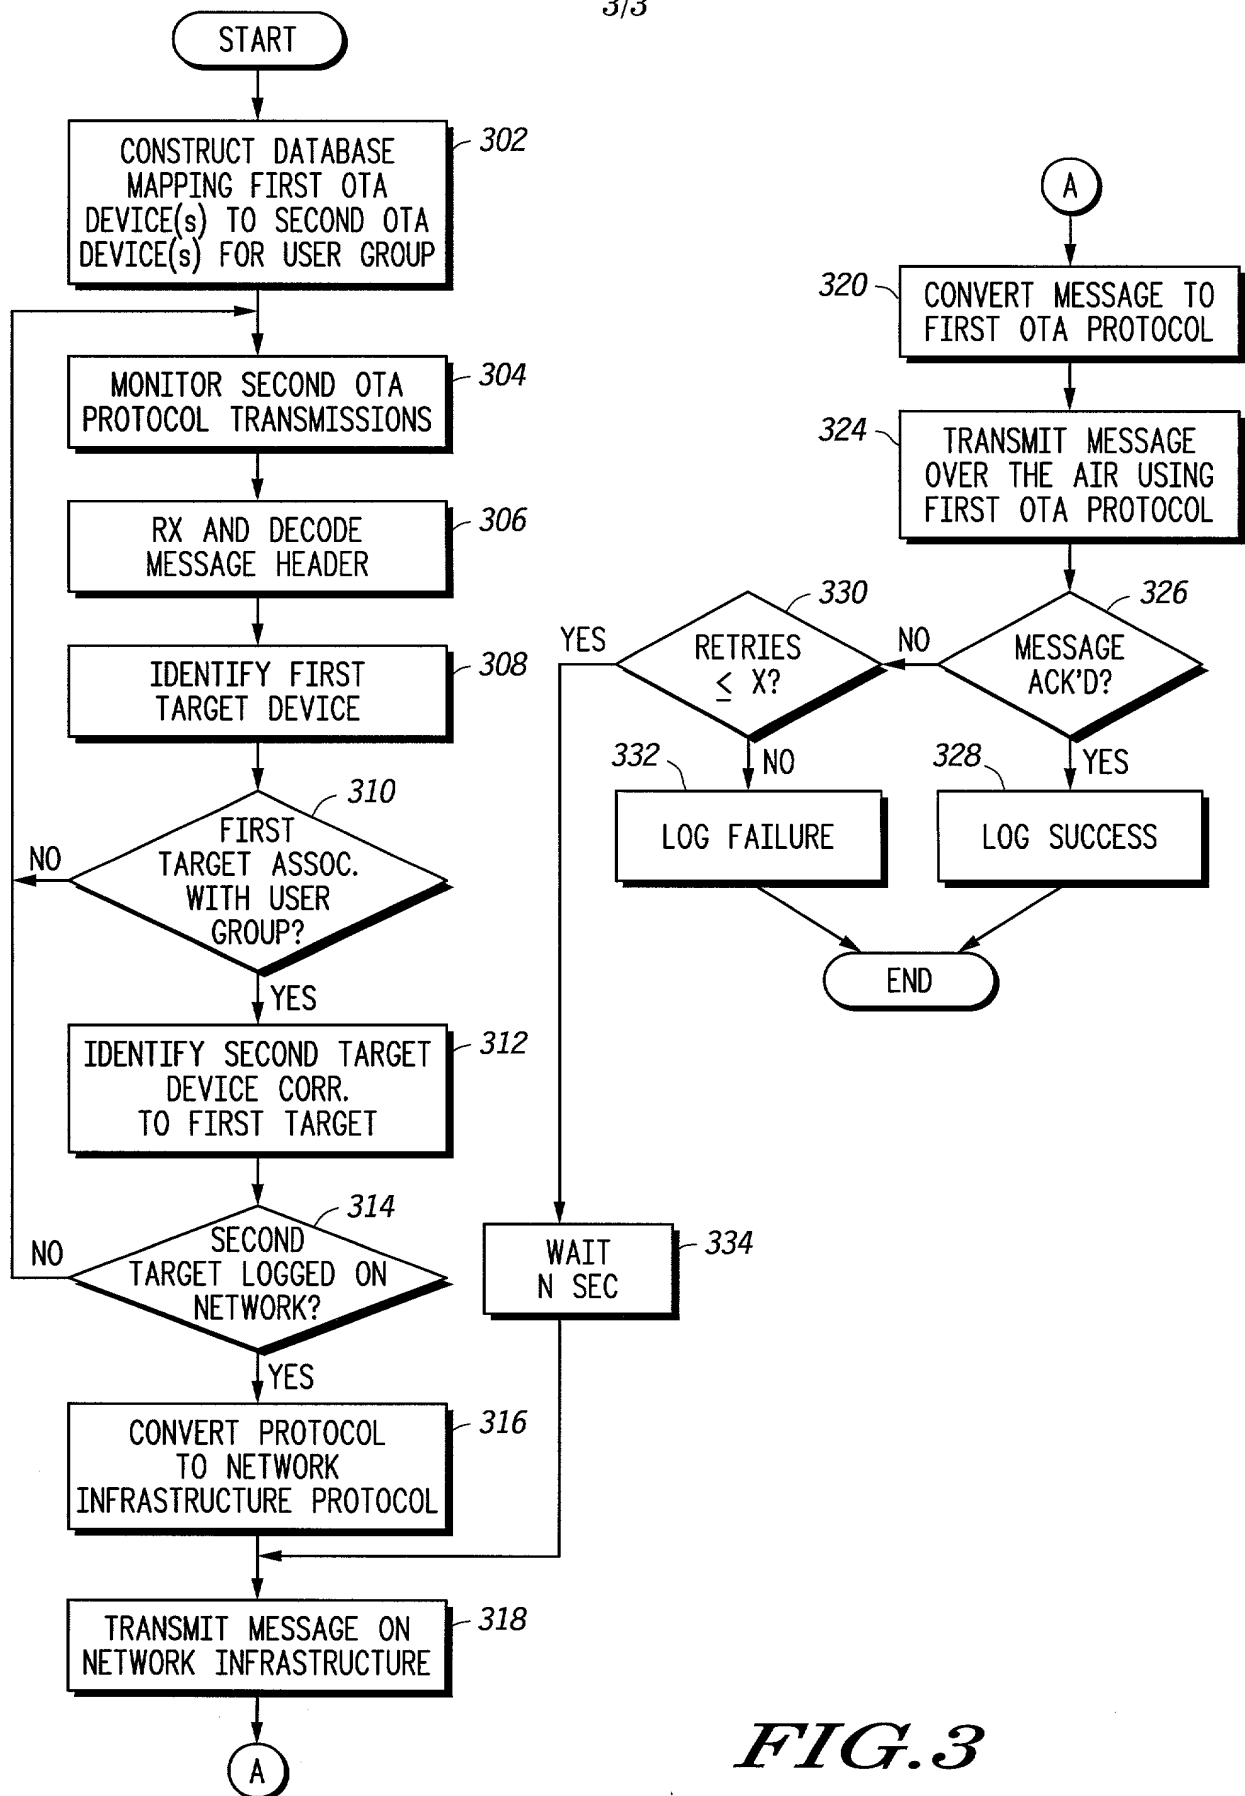 3/3
START
CONSTRUCT DATABASE
MAPPING FIRST OTA
DEVICE(s) TO SECOND OTA
DEVICE(s) FOR USER GROUP
302
MONITOR SECOND OTA
PROTOCOL TRANSMISSIONS
304
RX AND DECODE
MESSAGE HEADER
306
IDENTIFY FIRST
TARGET DEVICE
308
FIRST
TARGET ASSOC.
WITH USER
GROUP?
310
NO
YES
IDENTIFY SECOND TARGET
DEVICE CORR.
TO FIRST TARGET
312
SECOND
TARGET LOGGED ON
NETWORK?
314
NO
YES
CONVERT PROTOCOL
TO NETWORK
INFRASTRUCTURE PROTOCOL
316
TRANSMIT MESSAGE ON
NETWORK INFRASTRUCTURE
318
A
A
320
CONVERT MESSAGE TO
FIRST OTA PROTOCOL
324
TRANSMIT MESSAGE
OVER THE AIR USING
FIRST OTA PROTOCOL
326
MESSAGE
ACK'D?
NO
YES
330
RETRIES
≤ X?
YES
NO
332
LOG FAILURE
328
LOG SUCCESS
END
WAIT
N SEC
334
FIG.3